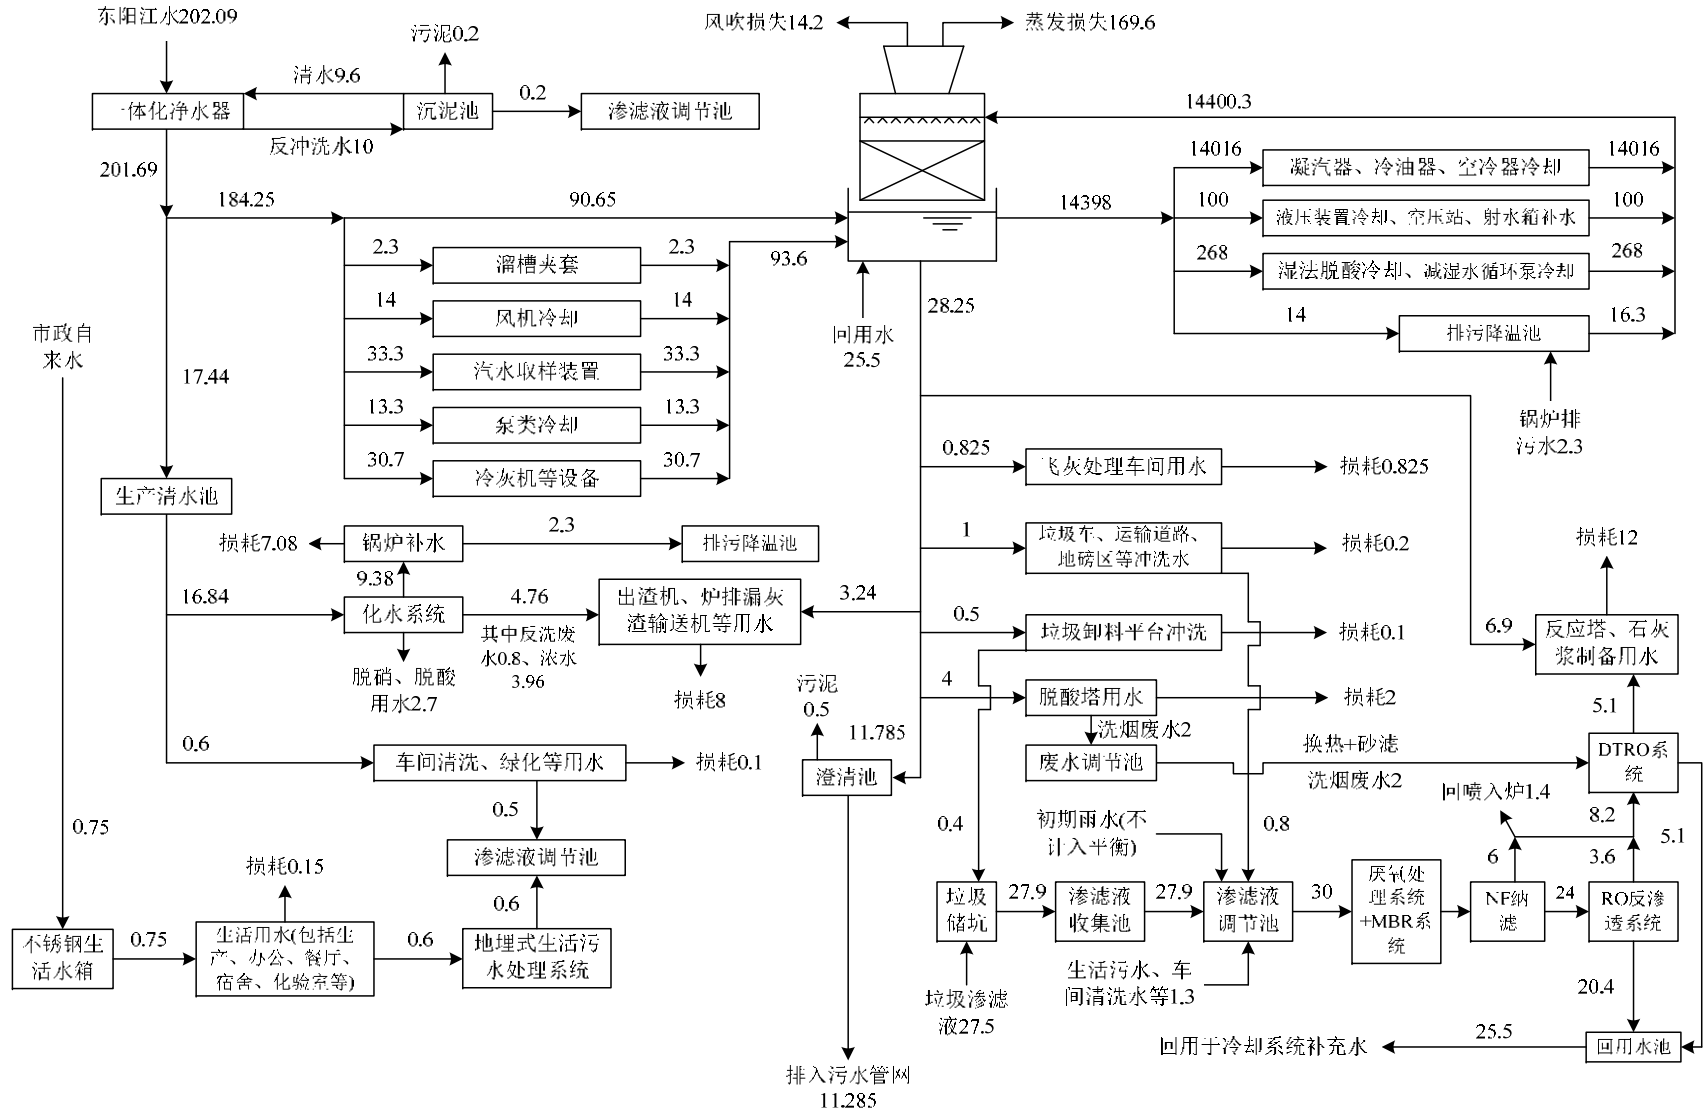 东阳江水202.09
污泥0.2
清水9.6
一体化净水器
沉泥池
0.2
渗滤液调节池
反冲洗水10
201.69
风吹损失14.2
蒸发损失169.6
14400.3
184.25
90.65
93.6
14398
14016
凝汽器、冷油器、空冷器冷却
14016
100
液压装置冷却、空压站、射水箱补水
100
268
湿法脱酸冷却、减湿水循环泵冷却
268
14
排污降温池
16.3
锅炉排
污水2.3
2.3
溜槽夹套
2.3
14
风机冷却
14
33.3
汽水取样装置
33.3
13.3
泵类冷却
13.3
30.7
冷灰机等设备
30.7
回用水
25.5
28.25
市政自
来水
17.44
生产清水池
损耗7.08
锅炉补水
2.3
排污降温池
9.38
16.84
化水系统
4.76
其中反洗废
水0.8、浓水
3.96
出渣机、炉排漏灰
渣输送机等用水
3.24
脱硝、脱酸
用水2.7
损耗8
0.6
车间清洗、绿化等用水
损耗0.1
0.5
渗滤液调节池
0.6
0.75
不锈钢生
活水箱
0.75
损耗0.15
生活用水(包括生
产、办公、餐厅、
宿舍、化验室等)
0.6
地埋式生活污
水处理系统
0.825
飞灰处理车间用水
损耗0.825
1
垃圾车、运输道路、
地磅区等冲洗水
损耗0.2
0.5
垃圾卸料平台冲洗
损耗0.1
4
脱酸塔用水
损耗2
洗烟废水2
废水调节池
换热+砂滤
洗烟废水2
污泥
0.5
11.785
澄清池
排入污水管网
11.285
损耗12
6.9
反应塔、石灰
浆制备用水
5.1
DTRO系
统
回喷入炉1.4
8.2
5.1
6
3.6
0.4
初期雨水(不
计入平衡)
0.8
垃圾
储坑
27.9
渗滤液
收集池
27.9
渗滤液
调节池
30
厌氧处
理系统
+MBR系
统
NF纳
滤
24
RO反渗
透系统
垃圾渗滤
液27.5
生活污水、车
间清洗水等1.3
20.4
回用于冷却系统补充水
25.5
回用水池